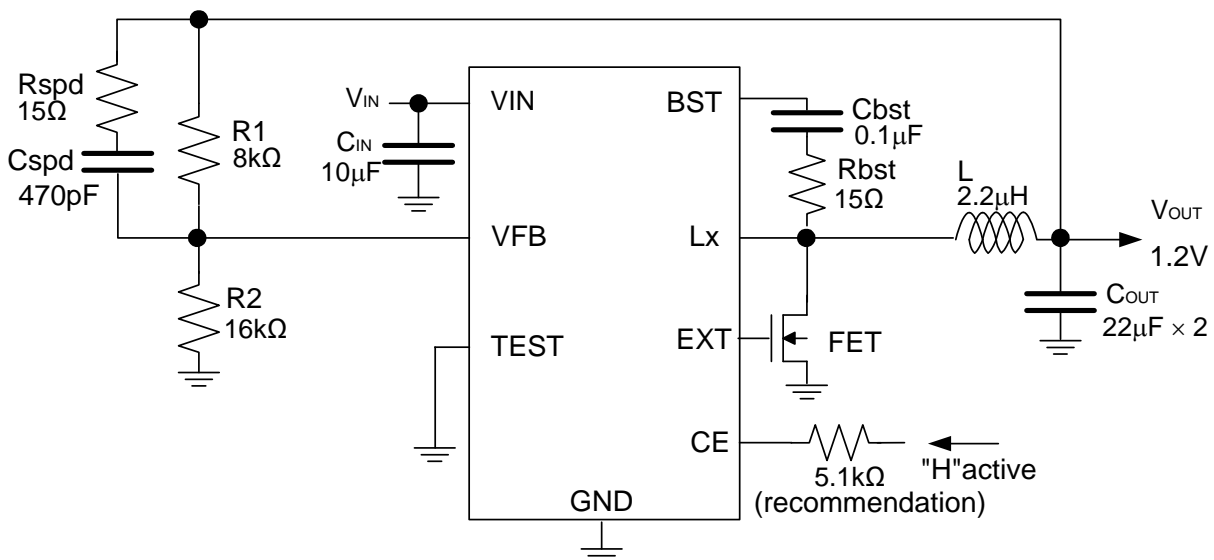 Rspd
15Ω
Cspd
470pF
R1
8kΩ
R2
16kΩ
VIN
CIN
10µF
VIN
VFB
TEST
GND
BST
Lx
EXT
CE
Cbst
0.1µF
Rbst
15Ω
L
2.2µH
FET
VOUT
1.2V
COUT
22µF × 2
5.1kΩ
(recommendation)
"H"active